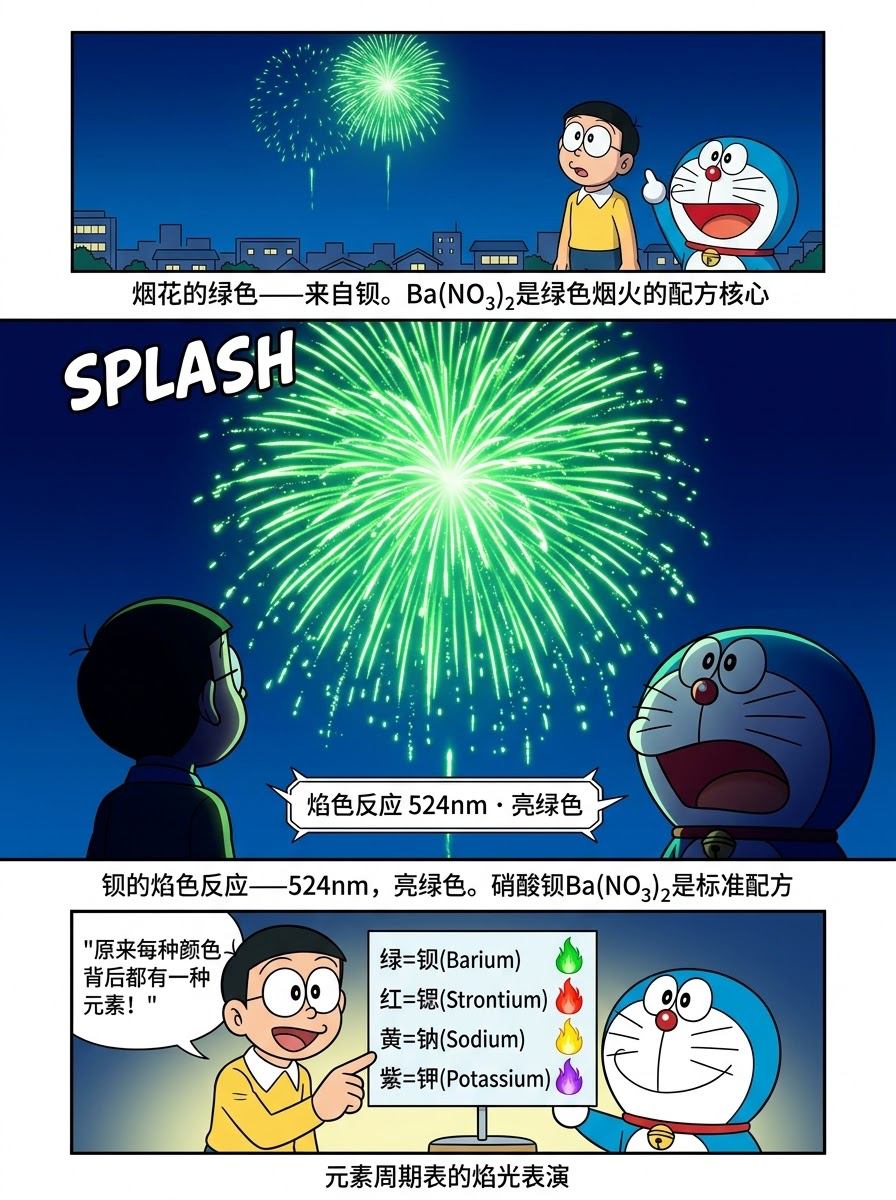 烟花的绿色——来自钡。Ba(NO₃)₂是绿色烟火的配方核心
SPLASH
焰色反应 524nm · 亮绿色
钡的焰色反应——524nm，亮绿色。硝酸钡Ba(NO₃)₂是标准配方
"原来每种颜色
背后都有一种
元素！"
绿=钡(Barium)
红=锶(Strontium)
黄=钠(Sodium)
紫=钾(Potassium)
元素周期表的焰光表演